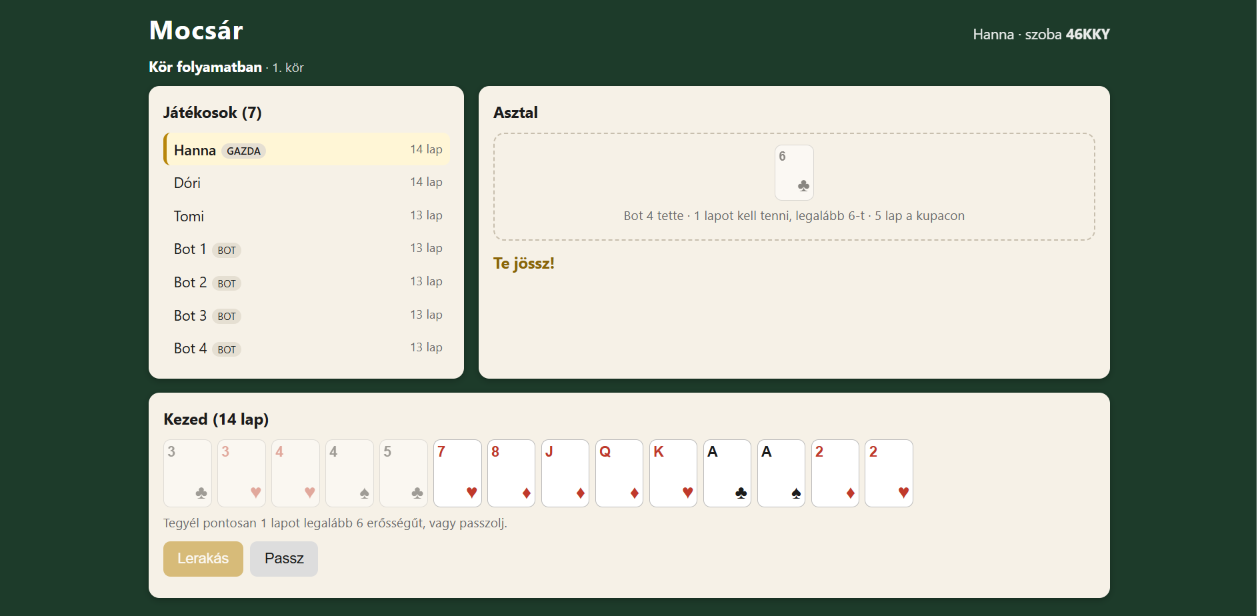 Mocsár
Hanna · szoba 46KKY
Kör folyamatban · 1. kör
Játékosok (7)
Hanna GAZDA 14 lap
Dóri 14 lap
Tomi 13 lap
Bot 1 BOT 13 lap
Bot 2 BOT 13 lap
Bot 3 BOT 13 lap
Bot 4 BOT 13 lap
Asztal
6 ♣
Bot 4 tette · 1 lapot kell tenni, legalább 6-t · 5 lap a kupacon
Te jössz!
Kezed (14 lap)
3 3 4 4 5 7 8 J Q K A A 2 2
♣ ♥ ♥ ♠ ♣ ♥ ♦ ♦ ♦ ♥ ♣ ♠ ♦ ♥
Tegyél pontosan 1 lapot legalább 6 erősségűt, vagy passzolj.
Lerakás Passz